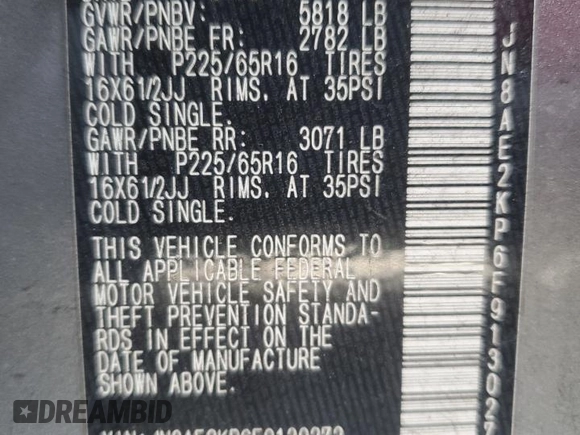 GVWR/PNBV: 5818 LB
GAWR/PNBE FR: 2782 LB
WITH P225/65R16 TIRES
16X61/2JJ RIMS, AT 35PSI
COLD SINGLE.
GAWR/PNBE RR: 3071 LB
WITH P225/65R16 TIRES
16X61/2JJ RIMS, AT 35PSI
COLD SINGLE.
THIS VEHICLE CONFORMS TO
ALL APPLICABLE FEDERAL
MOTOR VEHICLE SAFETY AND
THEFT PREVENTION STANDA-
RDS IN EFFECT ON THE
DATE OF MANUFACTURE
SHOWN ABOVE.
JN8AE2KP6F913027
RADIDCAR